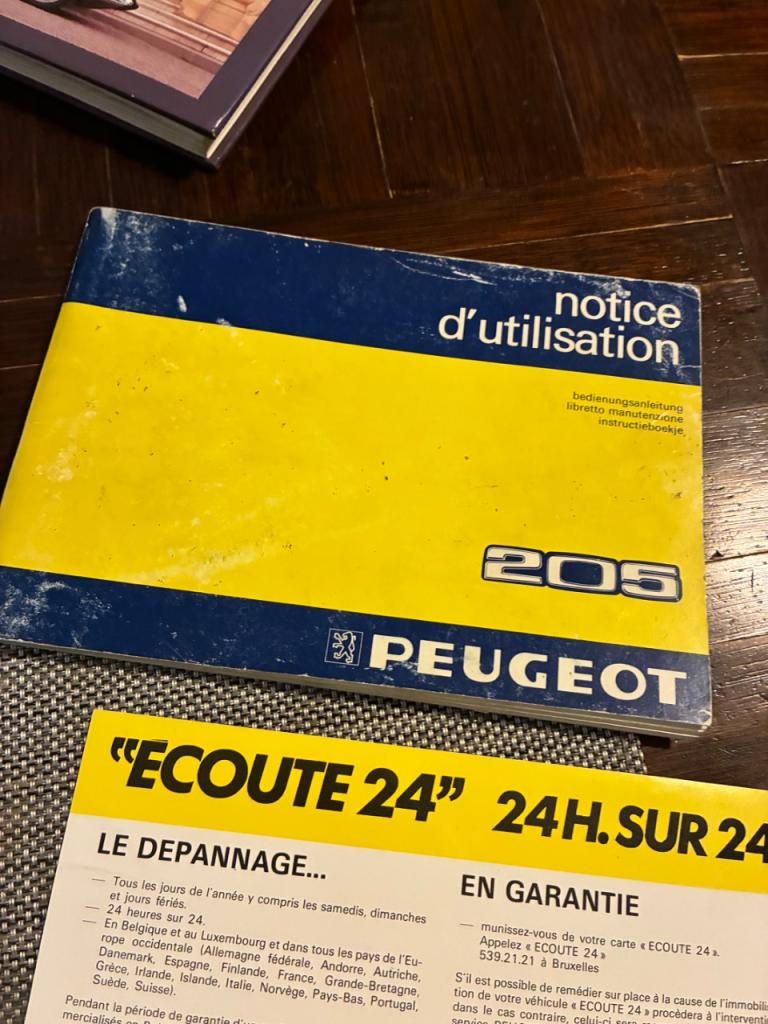 notice
d'utilisation
bedienungsanleitung
libretto manutenzione
instructieboekje
205
PEUGEOT
"ÉCOUTE 24" 24H. SUR 24
LE DEPANNAGE...
— Tous les jours de l'année y compris les samedis, dimanches
et jours fériés.
— 24 heures sur 24.
— En Belgique et au Luxembourg et dans tous les pays de l'Eu-
rope occidentale (Allemagne fédérale, Andorre, Autriche,
Danemark, Espagne, Finlande, France, Grande-Bretagne,
Grèce, Irlande, Islande, Italie, Norvège, Pays-Bas, Portugal,
Suède, Suisse).
Pendant la période de garantie
EN GARANTIE
— munissez-vous de votre carte « ECOUTE 24 ».
Appelez « ECOUTE 24 »
539.21.21 à Bruxelles
S'il est possible de remédier sur place à la cause de l'immobili
tion de votre véhicule « ECOUTE 24 » procèdera à l'interventi
dans le cas contraire, celui-ci sera